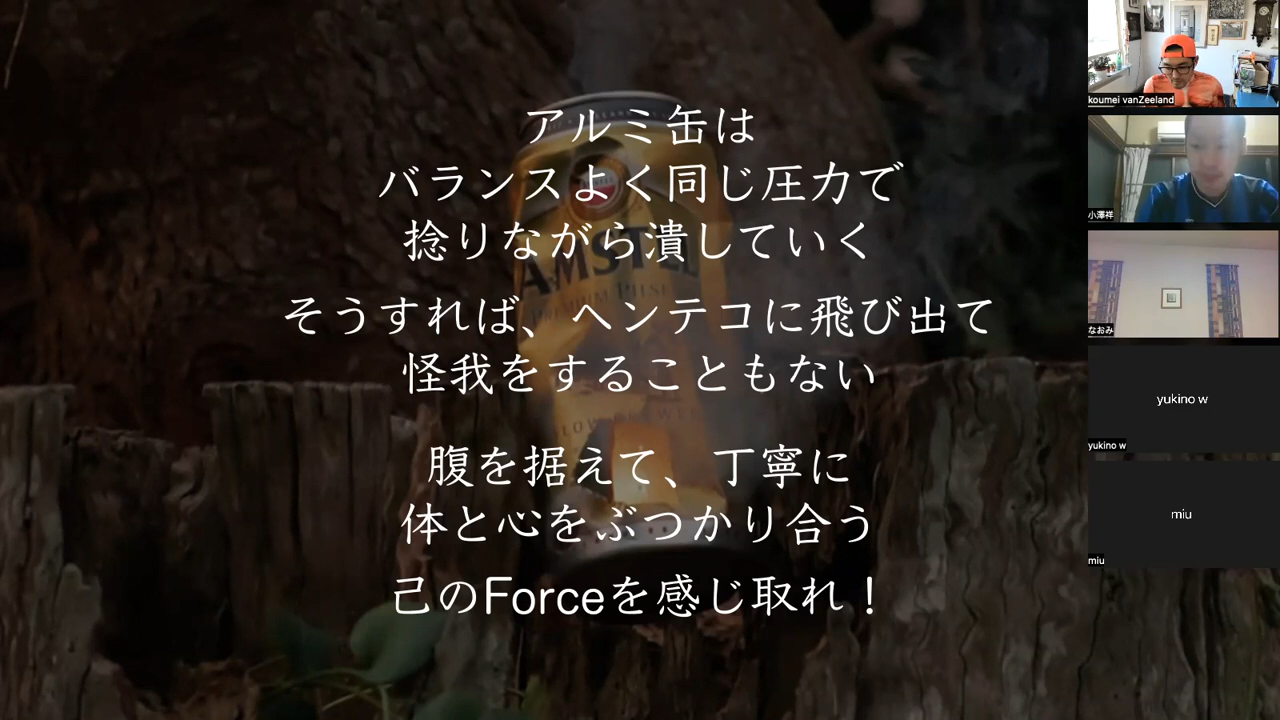 アルミ缶は
バランスよく同じ圧力で
捻りながら潰していく
そうすれば、ヘンテコに飛び出て
怪我をすることもない
腹を据えて、丁寧に
体と心をぶつかり合う
己のForceを感じ取れ！
AMSTEL
PREMIUM PILSE
koumei vanZeeland
小澤祥
なおみ
yukino w
yukino w
miu
miu